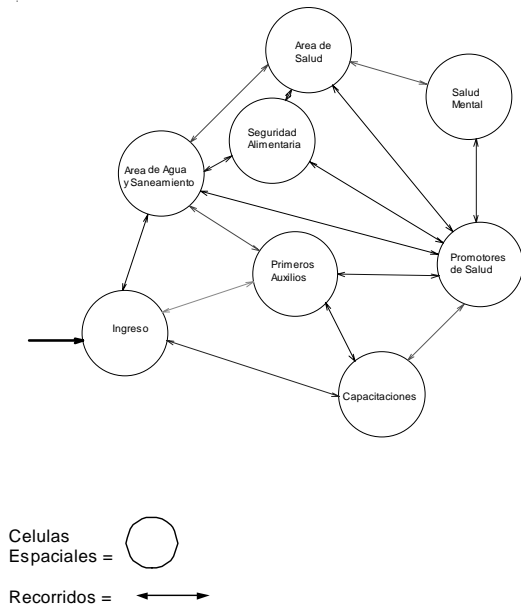 Area de
Salud
Salud
Mental
Seguridad
Alimentaria
Area de Agua
y Saneamiento
Promotores
de Salud
Primeros
Auxilios
Ingreso
Capacitaciones
Celulas
Espaciales =
Recorridos =